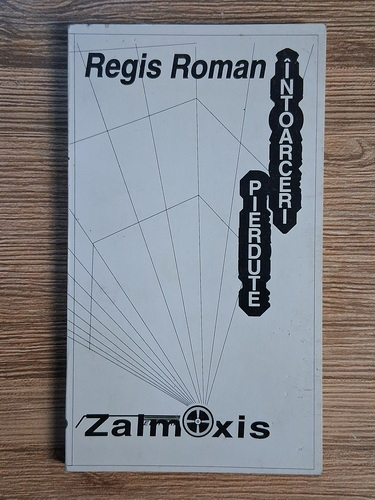 Regis Roman
ÎNTOARCERI
PIERDUTE
Zalmoxis